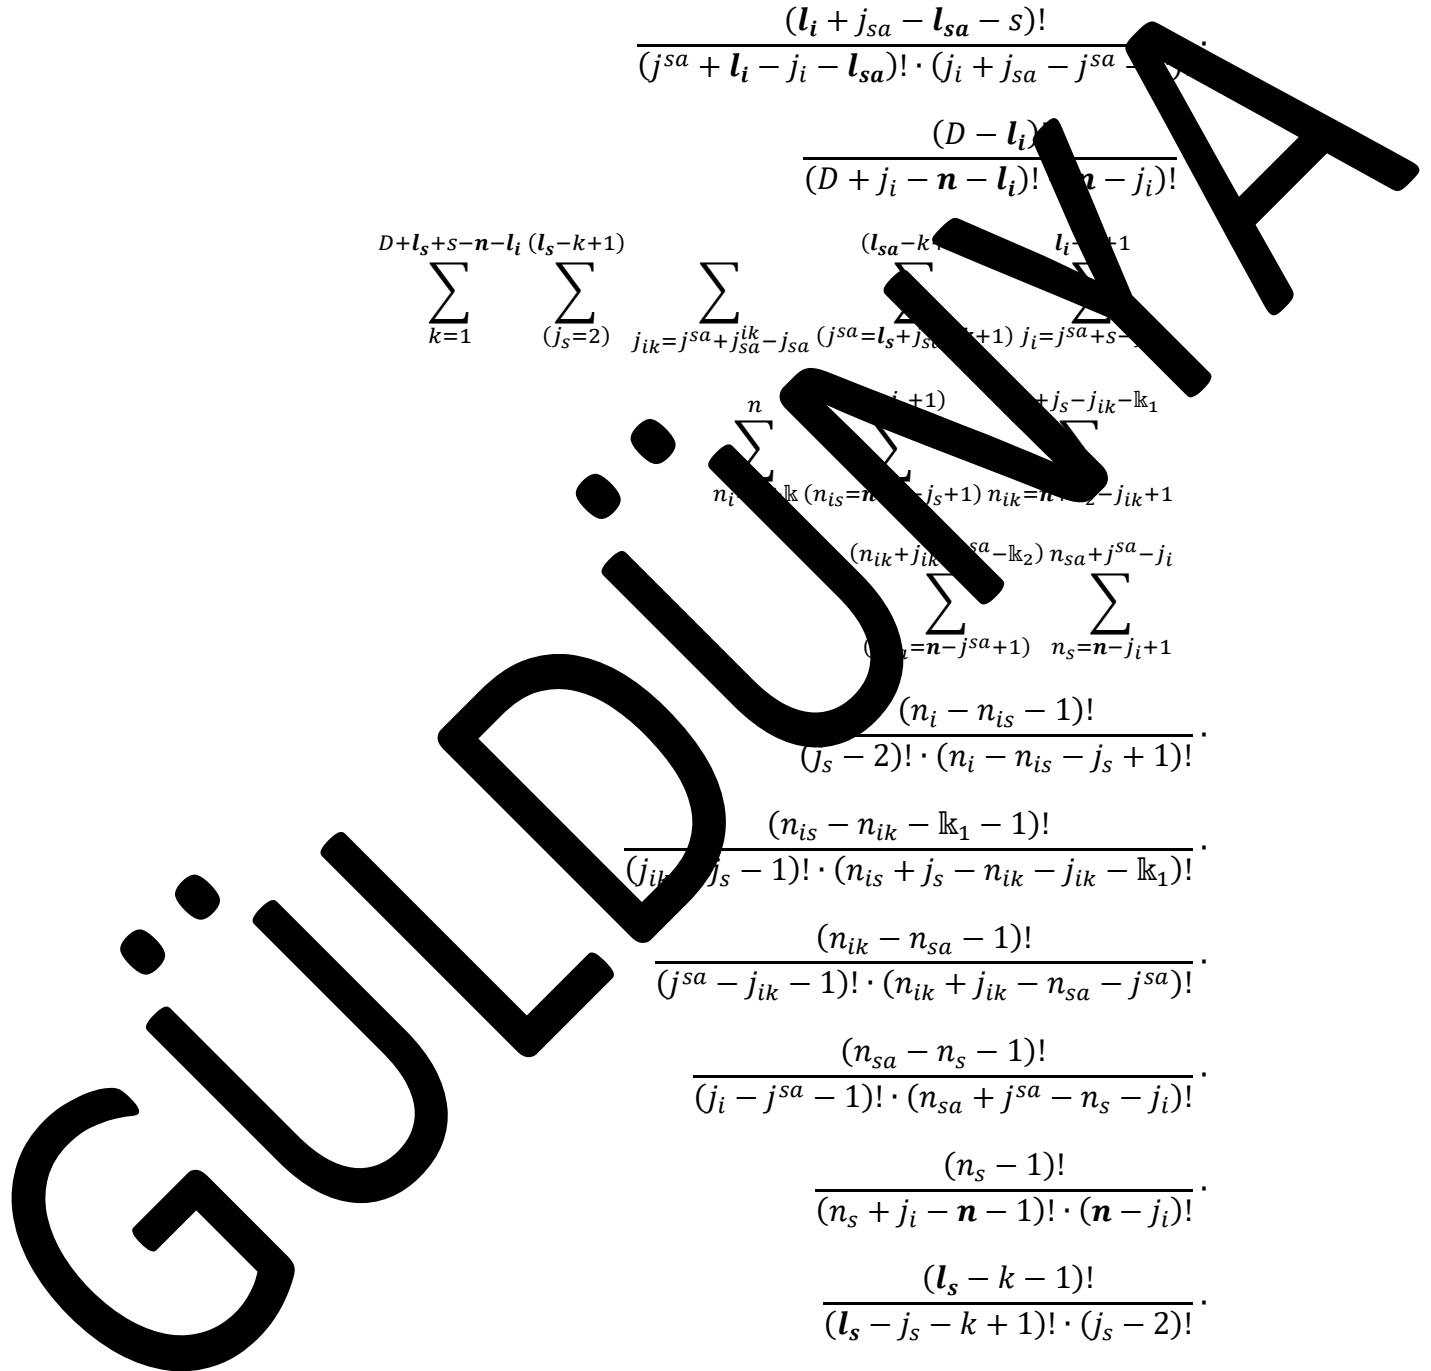 (l_i + j_sa − l_sa − s)!
(j^sa + l_i − j_i − l_sa)! · (j_i + j_sa − j^sa − ·
(D − l_i)
(D + j_i − n − l_i)! n − j_i)!
D+l_s+s−n−l_i (l_s−k+1) (l_sa−k+ l_i +1
∑ ∑ ∑ ∑ ∑
k=1 (j_s=2) j_ik=j^sa+j_sa^ik−j_sa (j^sa=l_s+j_sa k+1) j_i=j^sa+s−
n +1) +j_s−j_ik−𝕜_1
∑ ∑ ∑
n_i 𝕜 (n_is=n −j_s+1) n_ik=n −j_ik+1
(n_ik+j_ik sa−𝕜_2) n_sa+j^sa−j_i
∑ ∑
=n−j^sa+1) n_s=n−j_i+1
(n_i − n_is − 1)!
(j_s − 2)! · (n_i − n_is − j_s + 1)! ·
(n_is − n_ik − 𝕜_1 − 1)!
(j_ik j_s − 1)! · (n_is + j_s − n_ik − j_ik − 𝕜_1)! ·
(n_ik − n_sa − 1)!
(j^sa − j_ik − 1)! · (n_ik + j_ik − n_sa − j^sa)! ·
(n_sa − n_s − 1)!
(j_i − j^sa − 1)! · (n_sa + j^sa − n_s − j_i)! ·
(n_s − 1)!
(n_s + j_i − n − 1)! · (n − j_i)! ·
(l_s − k − 1)!
(l_s − j_s − k + 1)! · (j_s − 2)! ·
GÜLDÜNYA